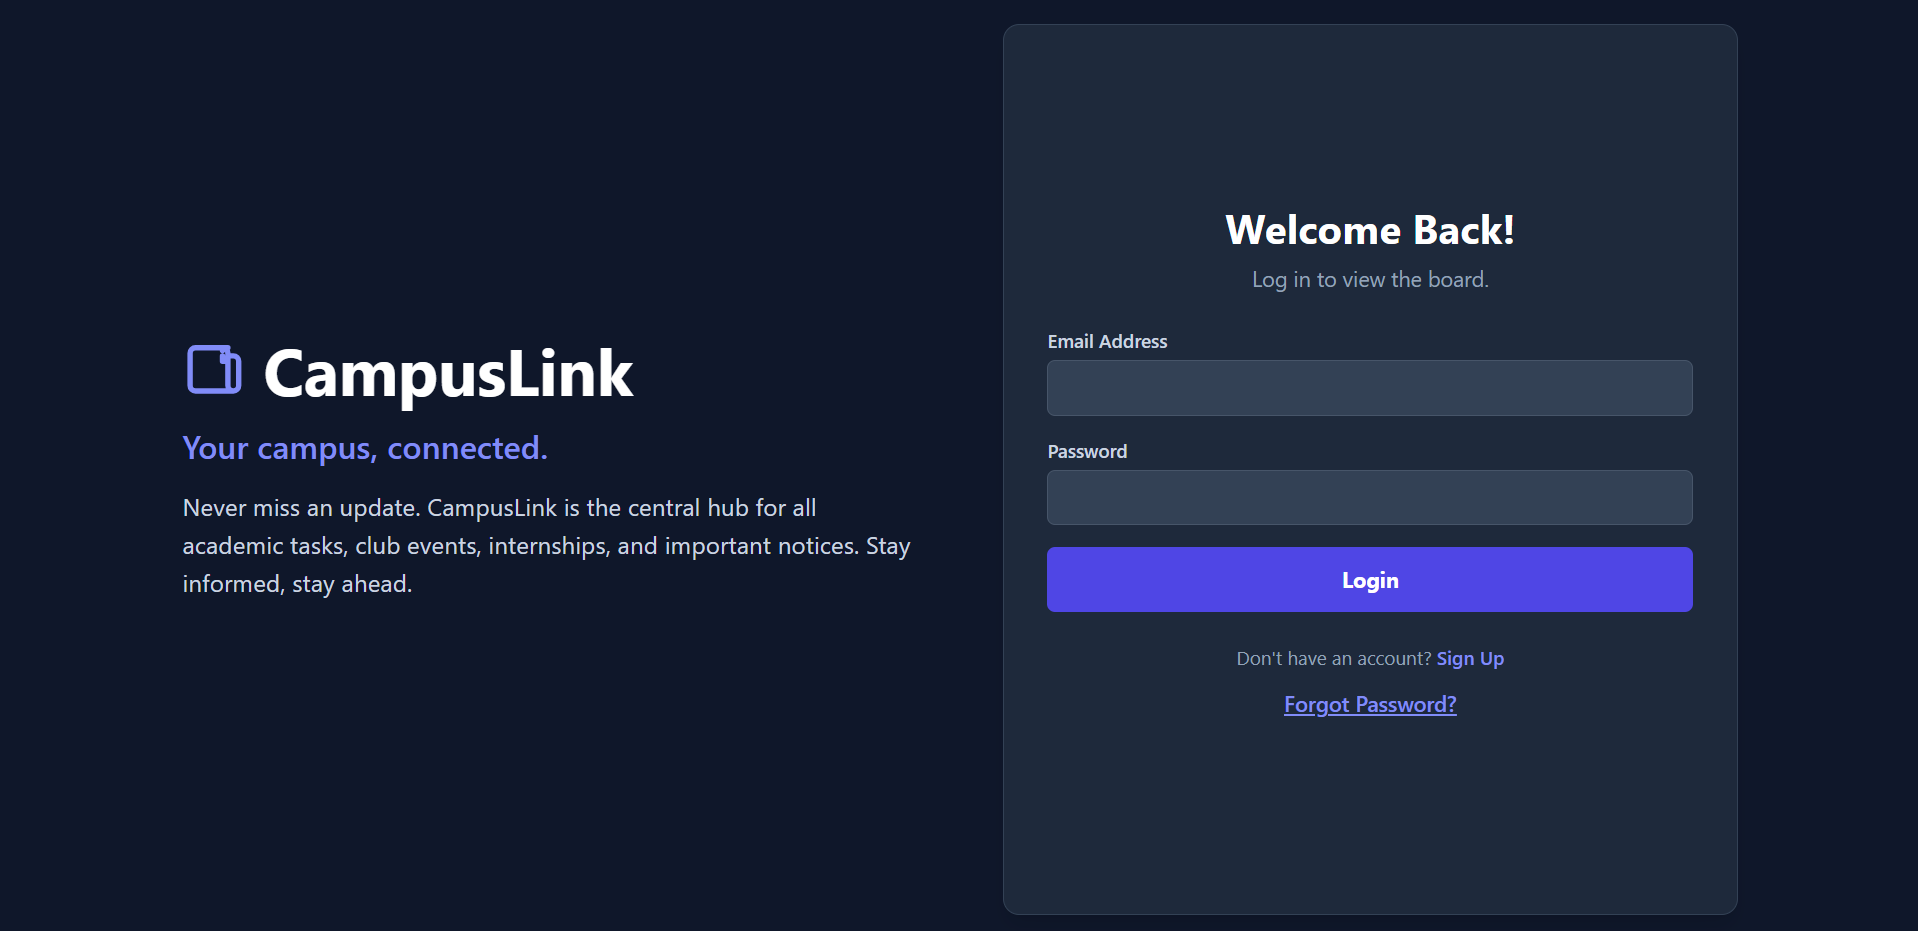 CampusLink
Your campus, connected.
Never miss an update. CampusLink is the central hub for all
academic tasks, club events, internships, and important notices. Stay
informed, stay ahead.
Welcome Back!
Log in to view the board.
Email Address
Password
Login
Don't have an account? Sign Up
Forgot Password?